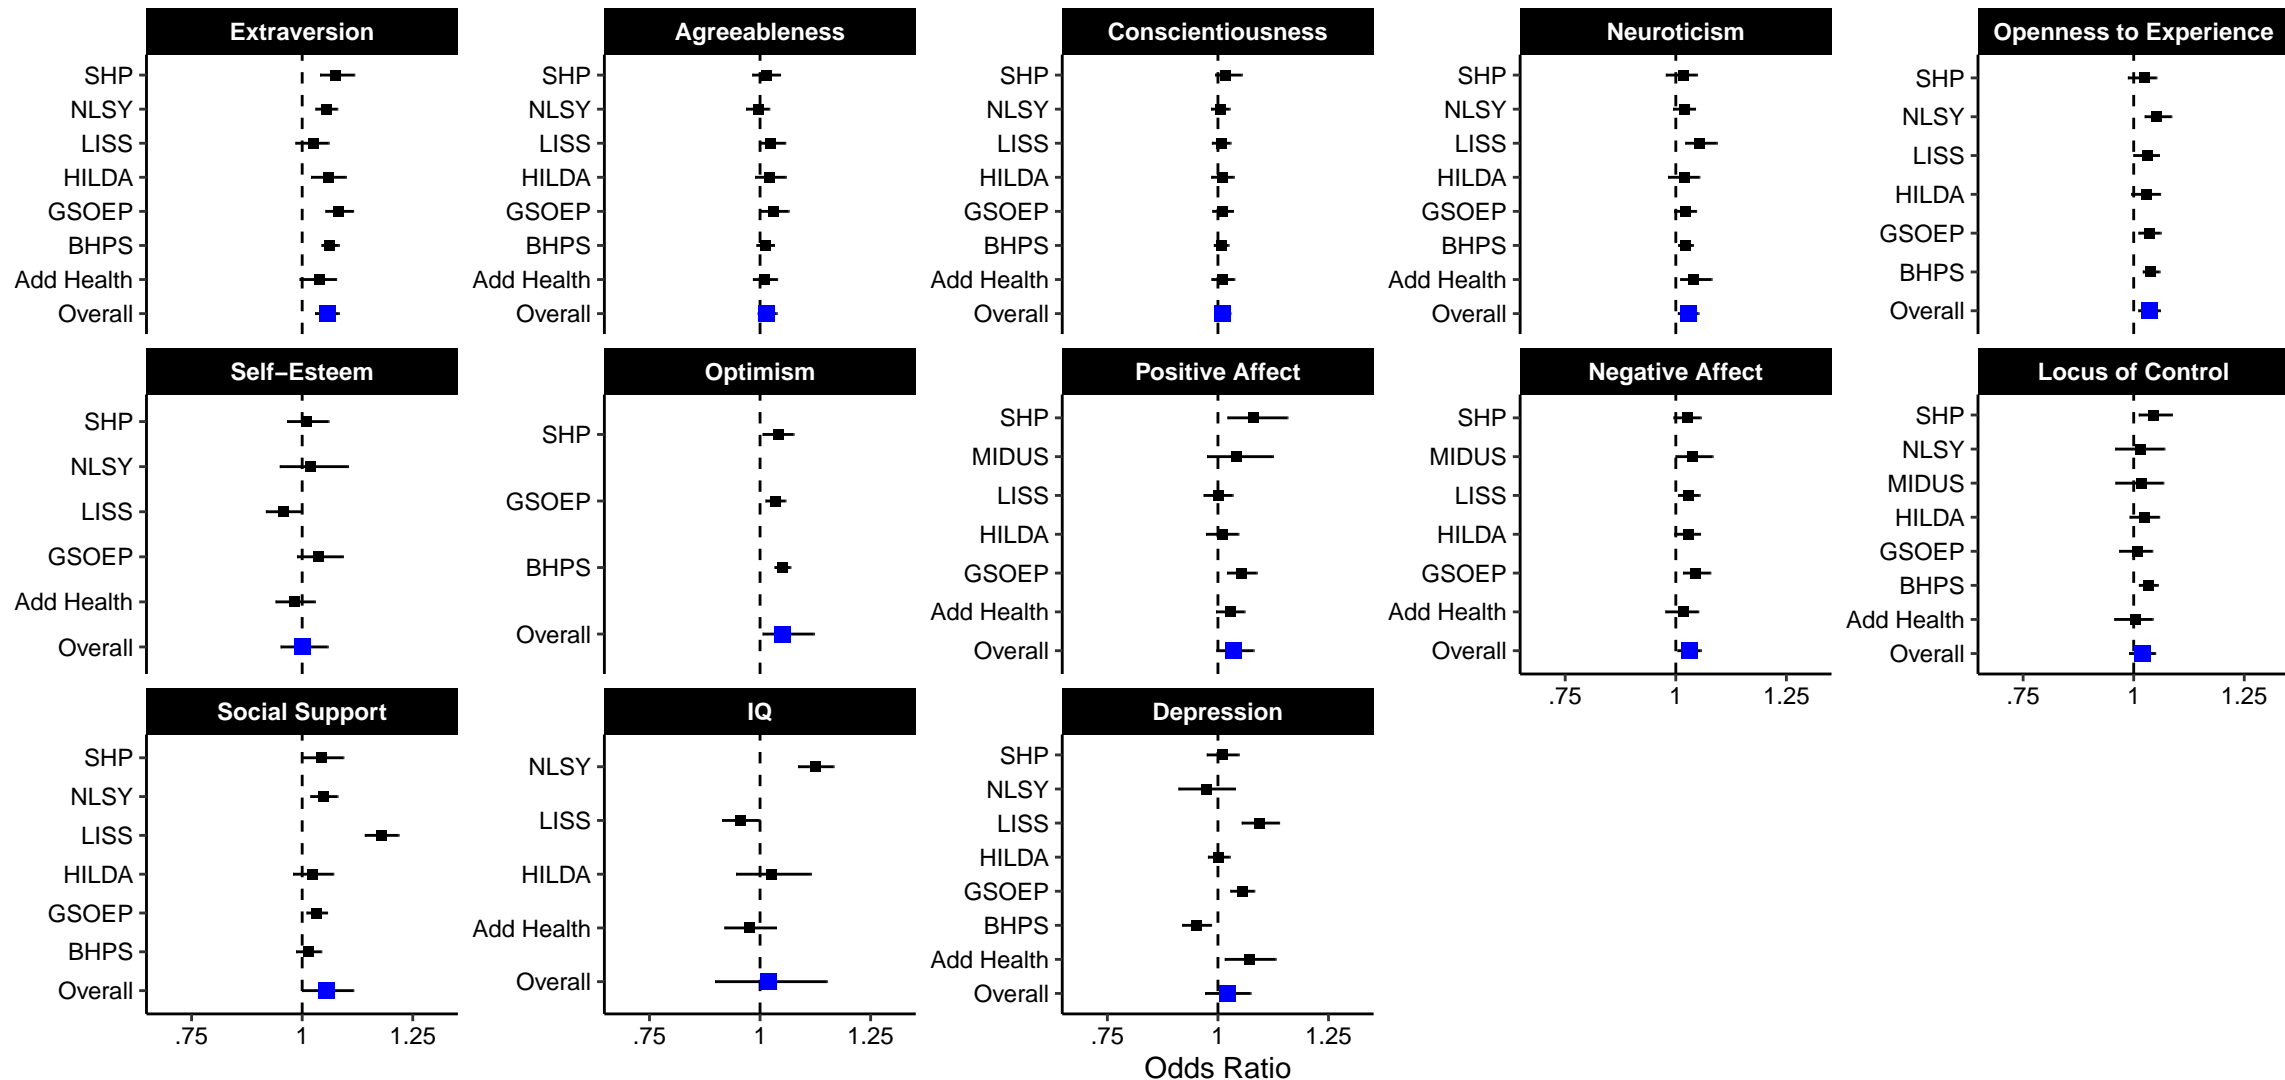 Extraversion
SHP
NLSY
LISS
HILDA
GSOEP
BHPS
Add Health
Overall
Agreeableness
SHP
NLSY
LISS
HILDA
GSOEP
BHPS
Add Health
Overall
Conscientiousness
SHP
NLSY
LISS
HILDA
GSOEP
BHPS
Add Health
Overall
Neuroticism
SHP
NLSY
LISS
HILDA
GSOEP
BHPS
Add Health
Overall
Openness to Experience
SHP
NLSY
LISS
HILDA
GSOEP
BHPS
Overall
Self−Esteem
SHP
NLSY
LISS
GSOEP
Add Health
Overall
Optimism
SHP
GSOEP
BHPS
Overall
Positive Affect
SHP
MIDUS
LISS
HILDA
GSOEP
Add Health
Overall
Negative Affect
SHP
MIDUS
LISS
HILDA
GSOEP
Add Health
Overall
.75 1 1.25
Locus of Control
SHP
NLSY
MIDUS
HILDA
GSOEP
BHPS
Add Health
Overall
.75 1 1.25
Social Support
SHP
NLSY
LISS
HILDA
GSOEP
BHPS
Overall
.75 1 1.25
IQ
NLSY
LISS
HILDA
Add Health
Overall
.75 1 1.25
Depression
SHP
NLSY
LISS
HILDA
GSOEP
BHPS
Add Health
Overall
.75 1 1.25
Odds Ratio